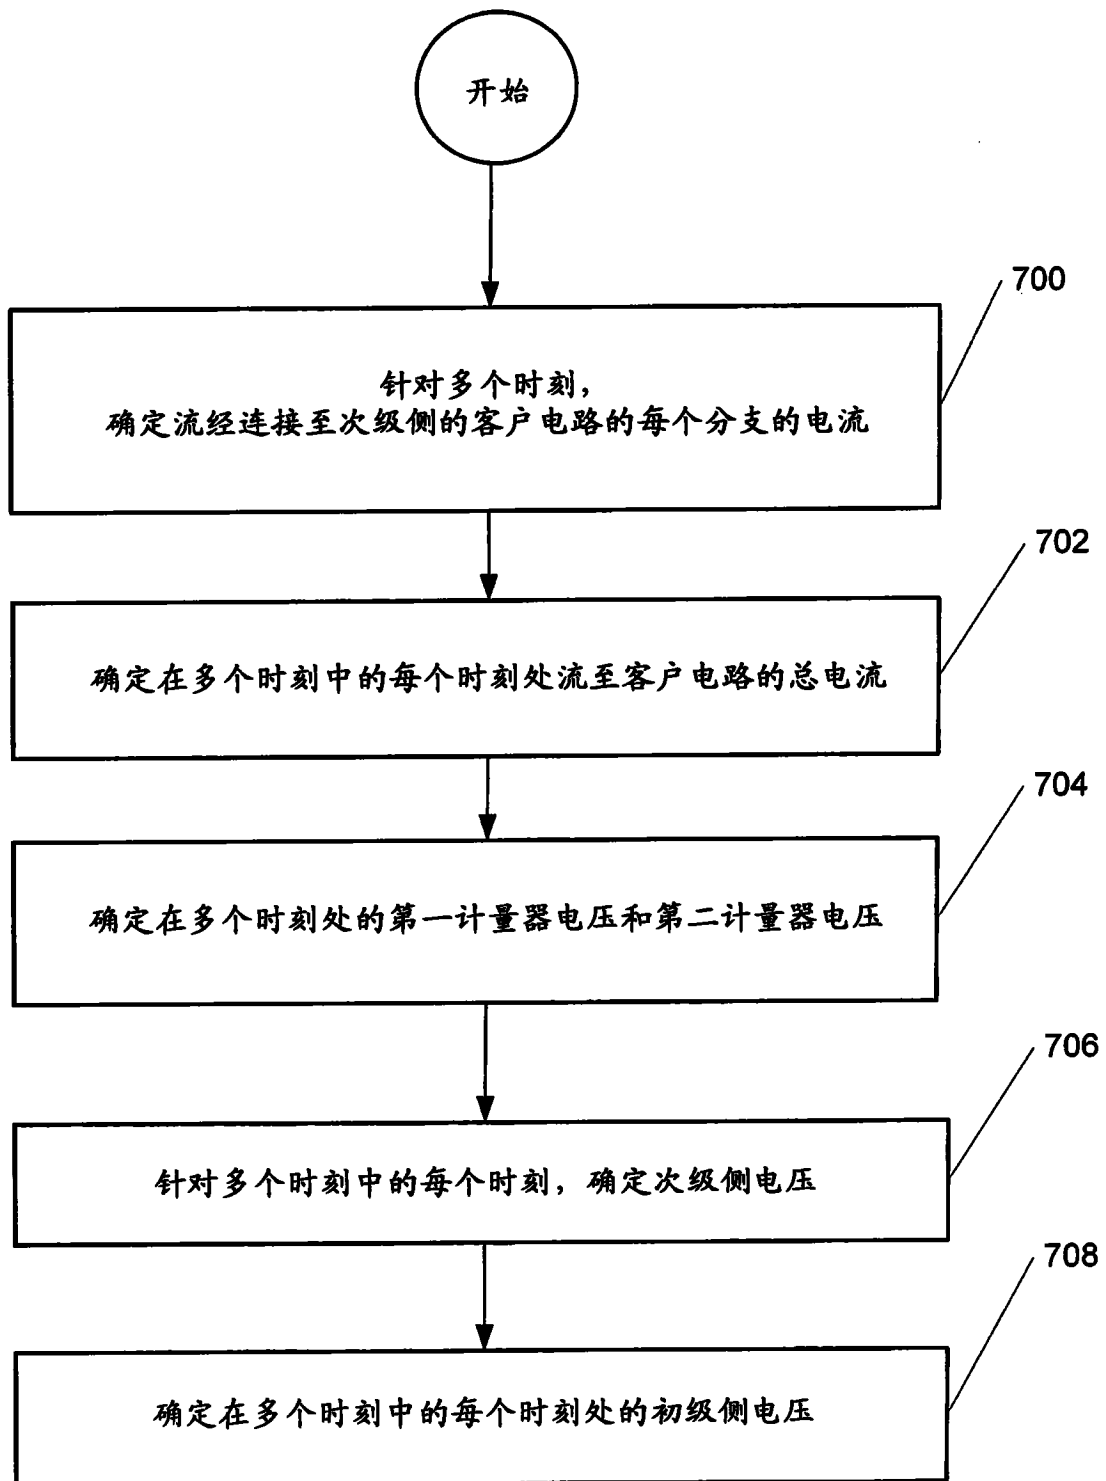 开始
700
针对多个时刻，
确定流经连接至次级侧的客户电路的每个分支的电流
702
确定在多个时刻中的每个时刻处流至客户电路的总电流
704
确定在多个时刻处的第一计量器电压和第二计量器电压
706
针对多个时刻中的每个时刻，确定次级侧电压
708
确定在多个时刻中的每个时刻处的初级侧电压